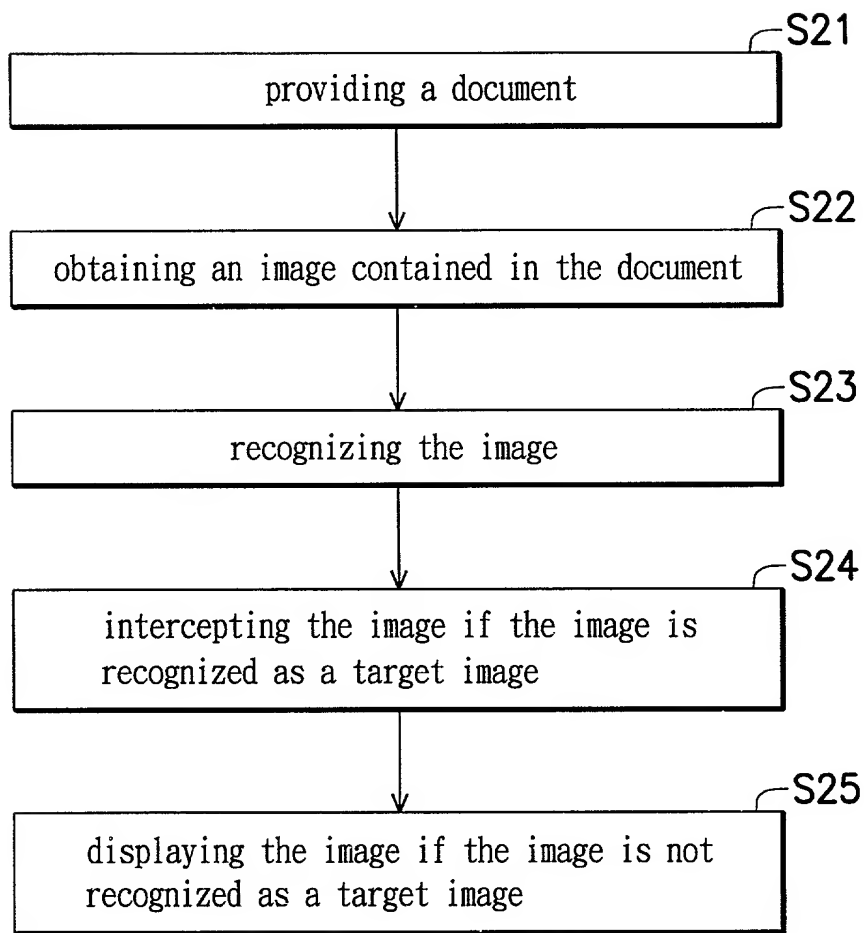 S21
providing a document
S22
obtaining an image contained in the document
S23
recognizing the image
S24
intercepting the image if the image is
recognized as a target image
S25
displaying the image if the image is not
recognized as a target image